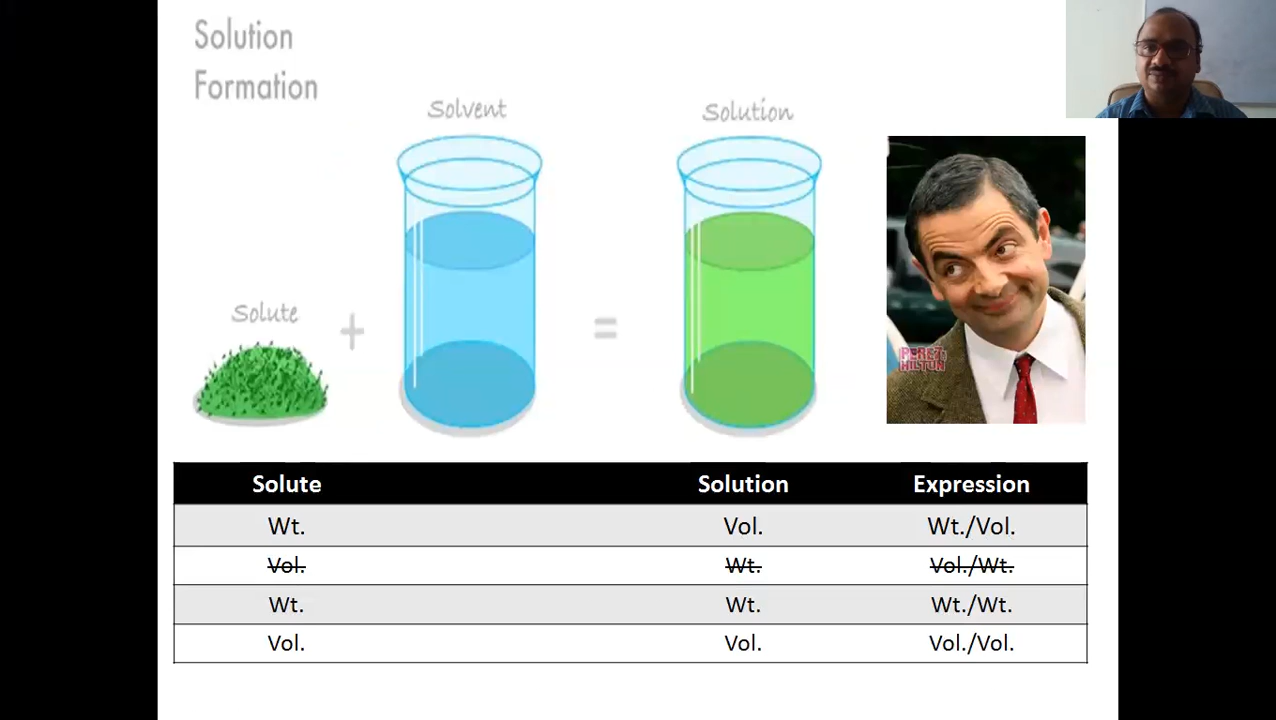 Solution
Formation
Solvent
Solution
Solute
+
=
PEREZ
HILTON
Solute Solution Expression
Wt. Vol. Wt./Vol.
Vol. Wt. Vol./Wt.
Wt. Wt. Wt./Wt.
Vol. Vol. Vol./Vol.